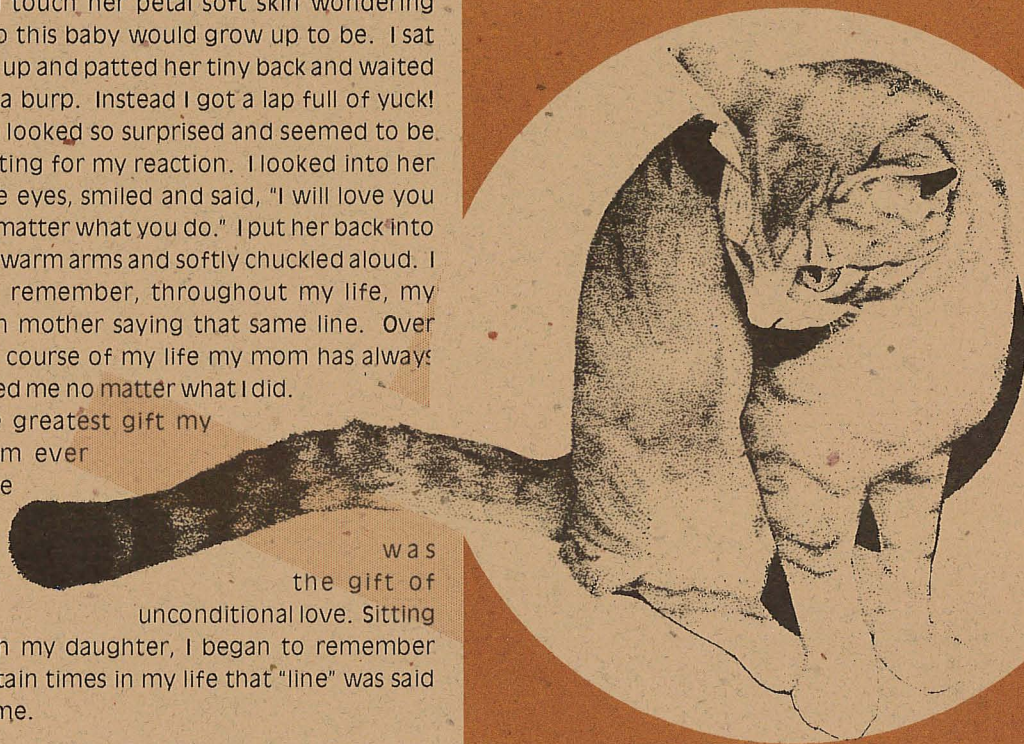 touch her petal soft skin wondering
this baby would grow up to be. I sat
up and patted her tiny back and waited
a burp. Instead I got a lap full of yuck!
looked so surprised and seemed to be
ting for my reaction. I looked into her
e eyes, smiled and said, "I will love you
matter what you do." I put her back into
warm arms and softly chuckled aloud. I
remember, throughout my life, my
mother saying that same line. Over
course of my life my mom has always
ed me no matter what I did.
greatest gift my
m ever
e
was
the gift of
unconditional love. Sitting
my daughter, I began to remember
tain times in my life that "line" was said
me.